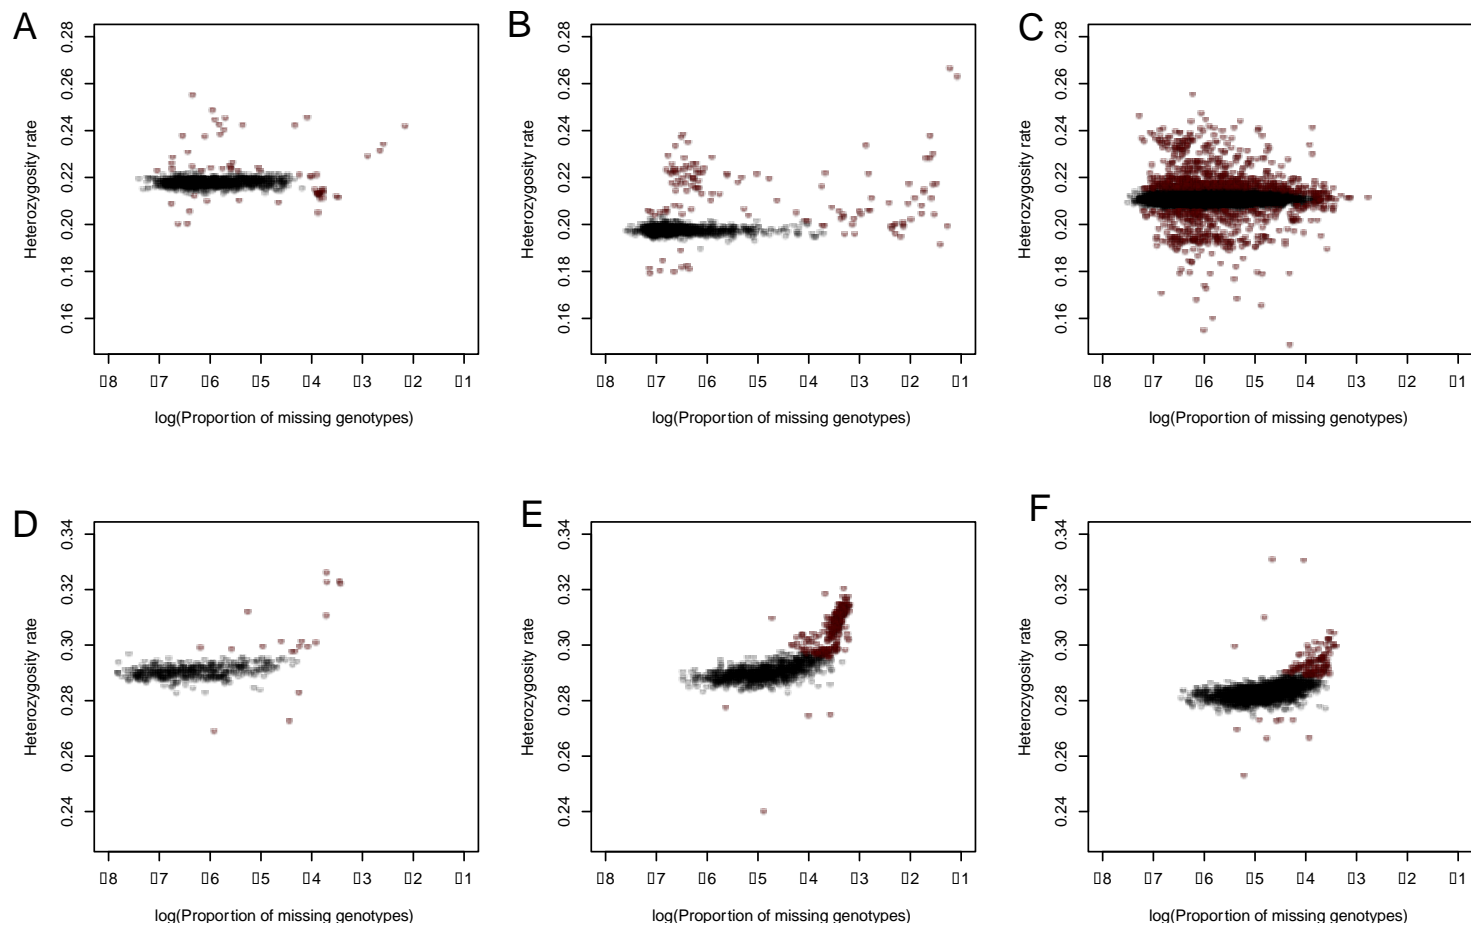 A
B
C
0.28
0.26
0.24
0.22
0.20
0.18
0.16
Heterozygosity rate
▯8 ▯7 ▯6 ▯5 ▯4 ▯3 ▯2 ▯1
log(Proportion of missing genotypes)
0.28
0.26
0.24
0.22
0.20
0.18
0.16
Heterozygosity rate
▯8 ▯7 ▯6 ▯5 ▯4 ▯3 ▯2 ▯1
log(Proportion of missing genotypes)
0.28
0.26
0.24
0.22
0.20
0.18
0.16
Heterozygosity rate
▯8 ▯7 ▯6 ▯5 ▯4 ▯3 ▯2 ▯1
log(Proportion of missing genotypes)
D
E
F
0.34
0.32
0.30
0.28
0.26
0.24
Heterozygosity rate
▯8 ▯7 ▯6 ▯5 ▯4 ▯3 ▯2 ▯1
log(Proportion of missing genotypes)
0.34
0.32
0.30
0.28
0.26
0.24
Heterozygosity rate
▯8 ▯7 ▯6 ▯5 ▯4 ▯3 ▯2 ▯1
log(Proportion of missing genotypes)
0.34
0.32
0.30
0.28
0.26
0.24
Heterozygosity rate
▯8 ▯7 ▯6 ▯5 ▯4 ▯3 ▯2 ▯1
log(Proportion of missing genotypes)